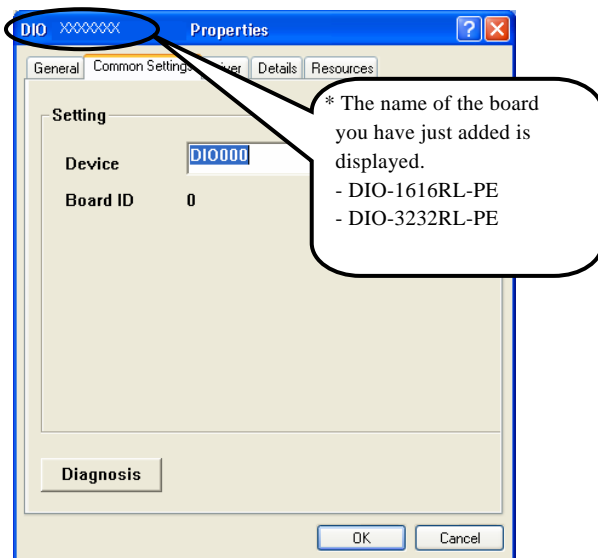 DIO XXXXXXX Properties
General Common Settings Driver Details Resources
* The name of the board
you have just added is
displayed.
- DIO-1616RL-PE
- DIO-3232RL-PE
Setting
Device DIO000
Board ID 0
Diagnosis
OK Cancel